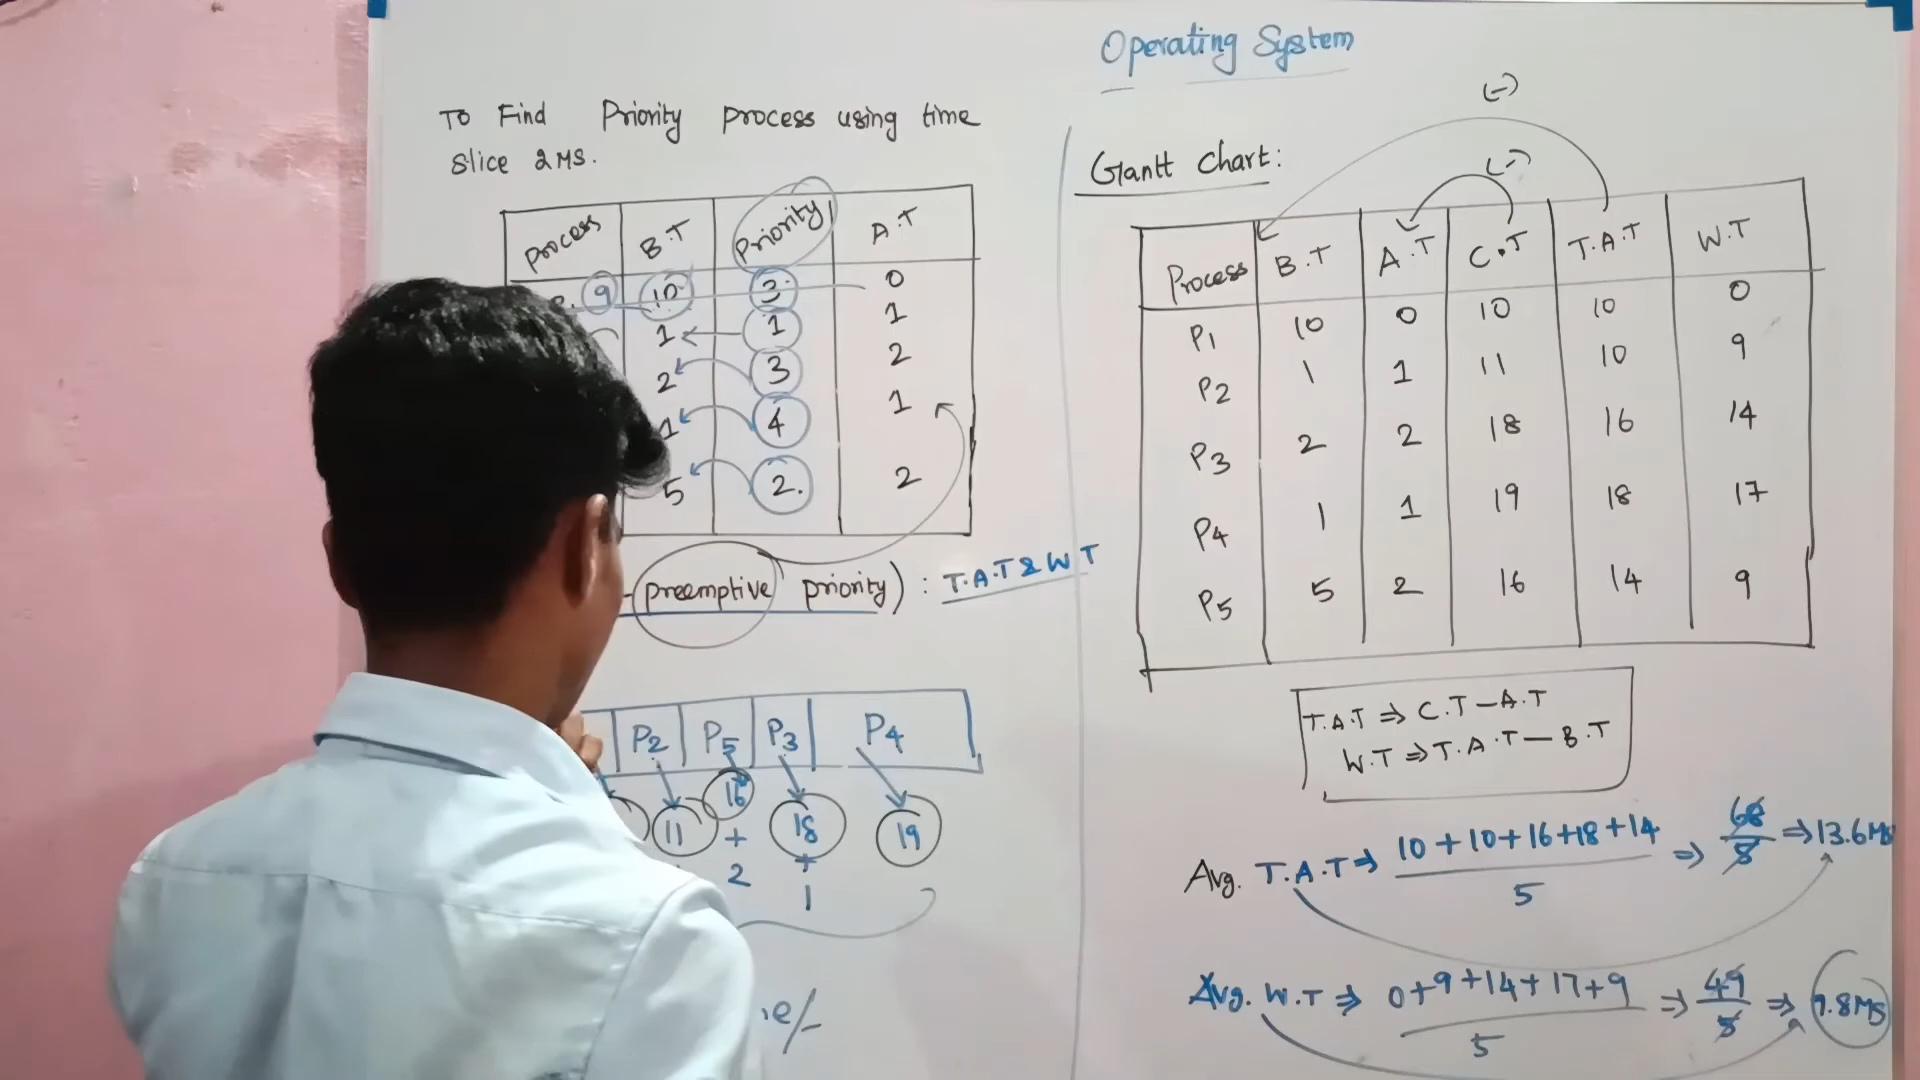 Operating System
To Find Priority process using time
Slice 2MS.
Process B.T Priority A.T
9 10 3 0
1 1 1
2 3 2
1 4 1
5 2. 2
preemptive priority) : T.A.T & W.T
P2 P5 P3 P4
11 16 18 19
+ +
2 1
Gantt Chart:
(-)
(-)
Process B.T A.T C.T T.A.T W.T
P1 10 0 10 10 0
P2 1 1 11 10 9
P3 2 2 18 16 14
P4 1 1 19 18 17
P5 5 2 16 14 9
T.A.T ⇒ C.T – A.T
W.T ⇒ T.A.T – B.T
Avg. T.A.T ⇒ 10+10+16+18+14 / 5 ⇒ 68/5 ⇒ 13.6MS
Avg. W.T ⇒ 0+9+14+17+9 / 5 ⇒ 49/5 ⇒ 9.8MS